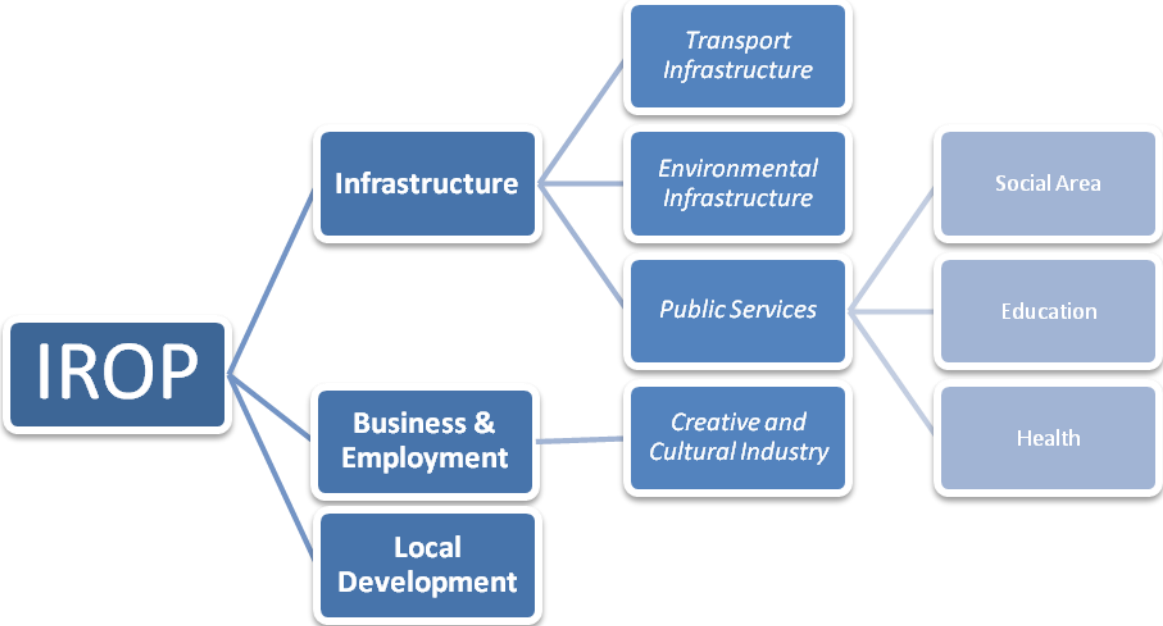 Transport
Infrastructure
Infrastructure
Environmental
Infrastructure
Social Area
Public Services
Education
IROP
Business &
Employment
Creative and
Cultural Industry
Health
Local
Development